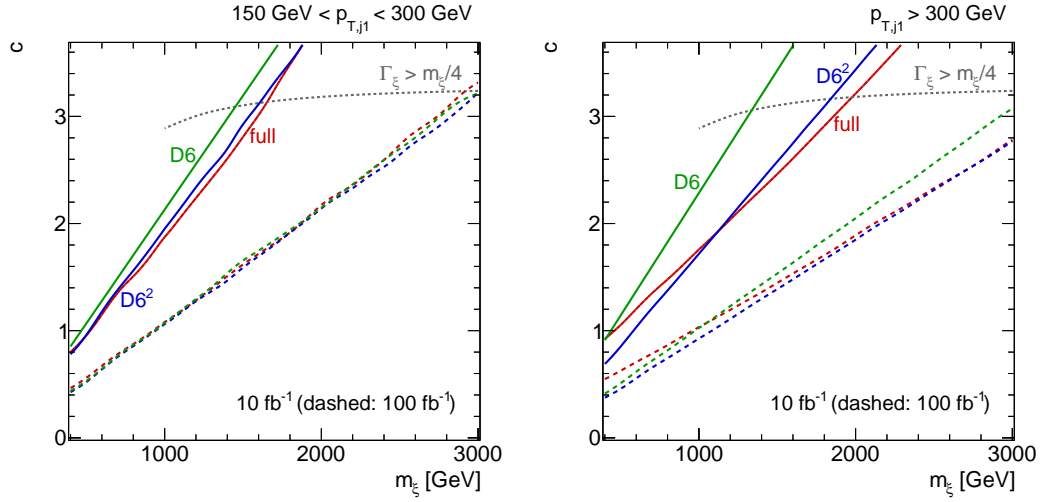 150 GeV < p_T,j1 < 300 GeV
c
3
2
1
0
Γ_ξ > m_ξ/4
D6
full
D6²
10 fb⁻¹ (dashed: 100 fb⁻¹)
1000 2000 3000
m_ξ [GeV]
p_T,j1 > 300 GeV
c
3
2
1
0
Γ_ξ > m_ξ/4
D6²
full
D6
10 fb⁻¹ (dashed: 100 fb⁻¹)
1000 2000 3000
m_ξ [GeV]